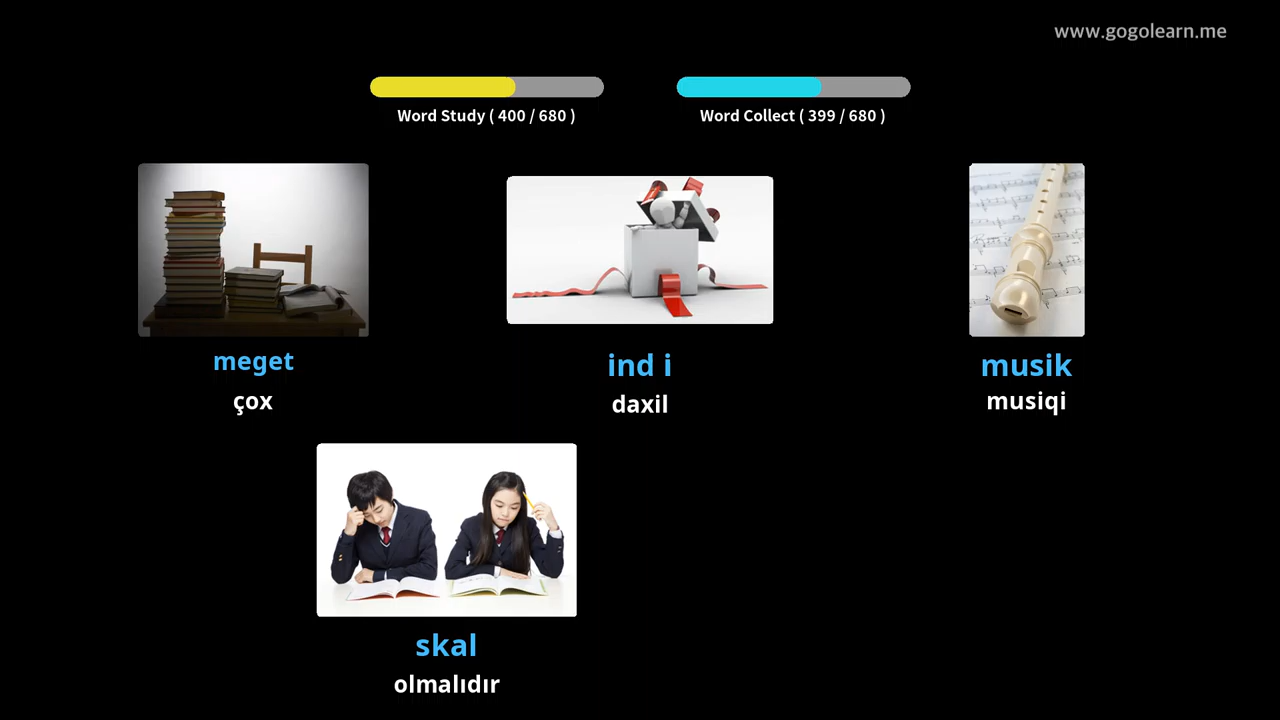 www.gogolearn.me
Word Study ( 400 / 680 )
Word Collect ( 399 / 680 )
meget
çox
ind i
daxil
musik
musiqi
skal
olmalıdır